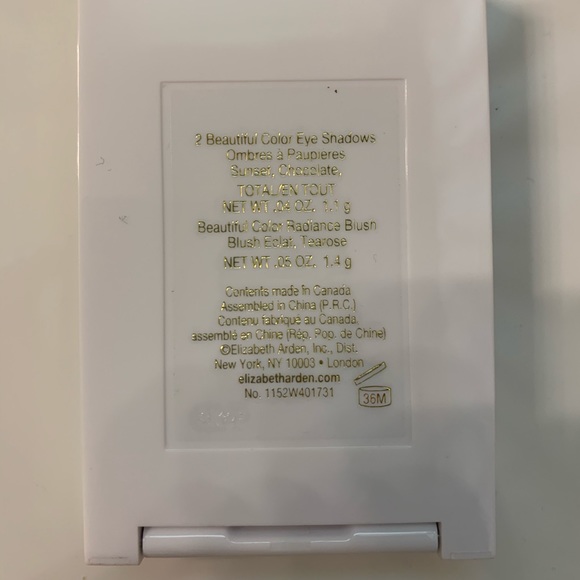 2 Beautiful Color Eye Shadows
Ombres à Paupieres
Sunset, Chocolate,
TOTAL/EN TOUT
NET WT .04 OZ, 1.1 g
Beautiful Color Radiance Blush
Blush Eclat, Tearose
NET WT .05 OZ, 1.4 g
Contents made in Canada
Assembled in China (P.R.C.)
Contenu fabriqué au Canada,
assemblé en Chine (Rép. Pop. de Chine)
©Elizabeth Arden, Inc., Dist.
New York, NY 10003 • London
elizabetharden.com
No. 1152W401731
36M